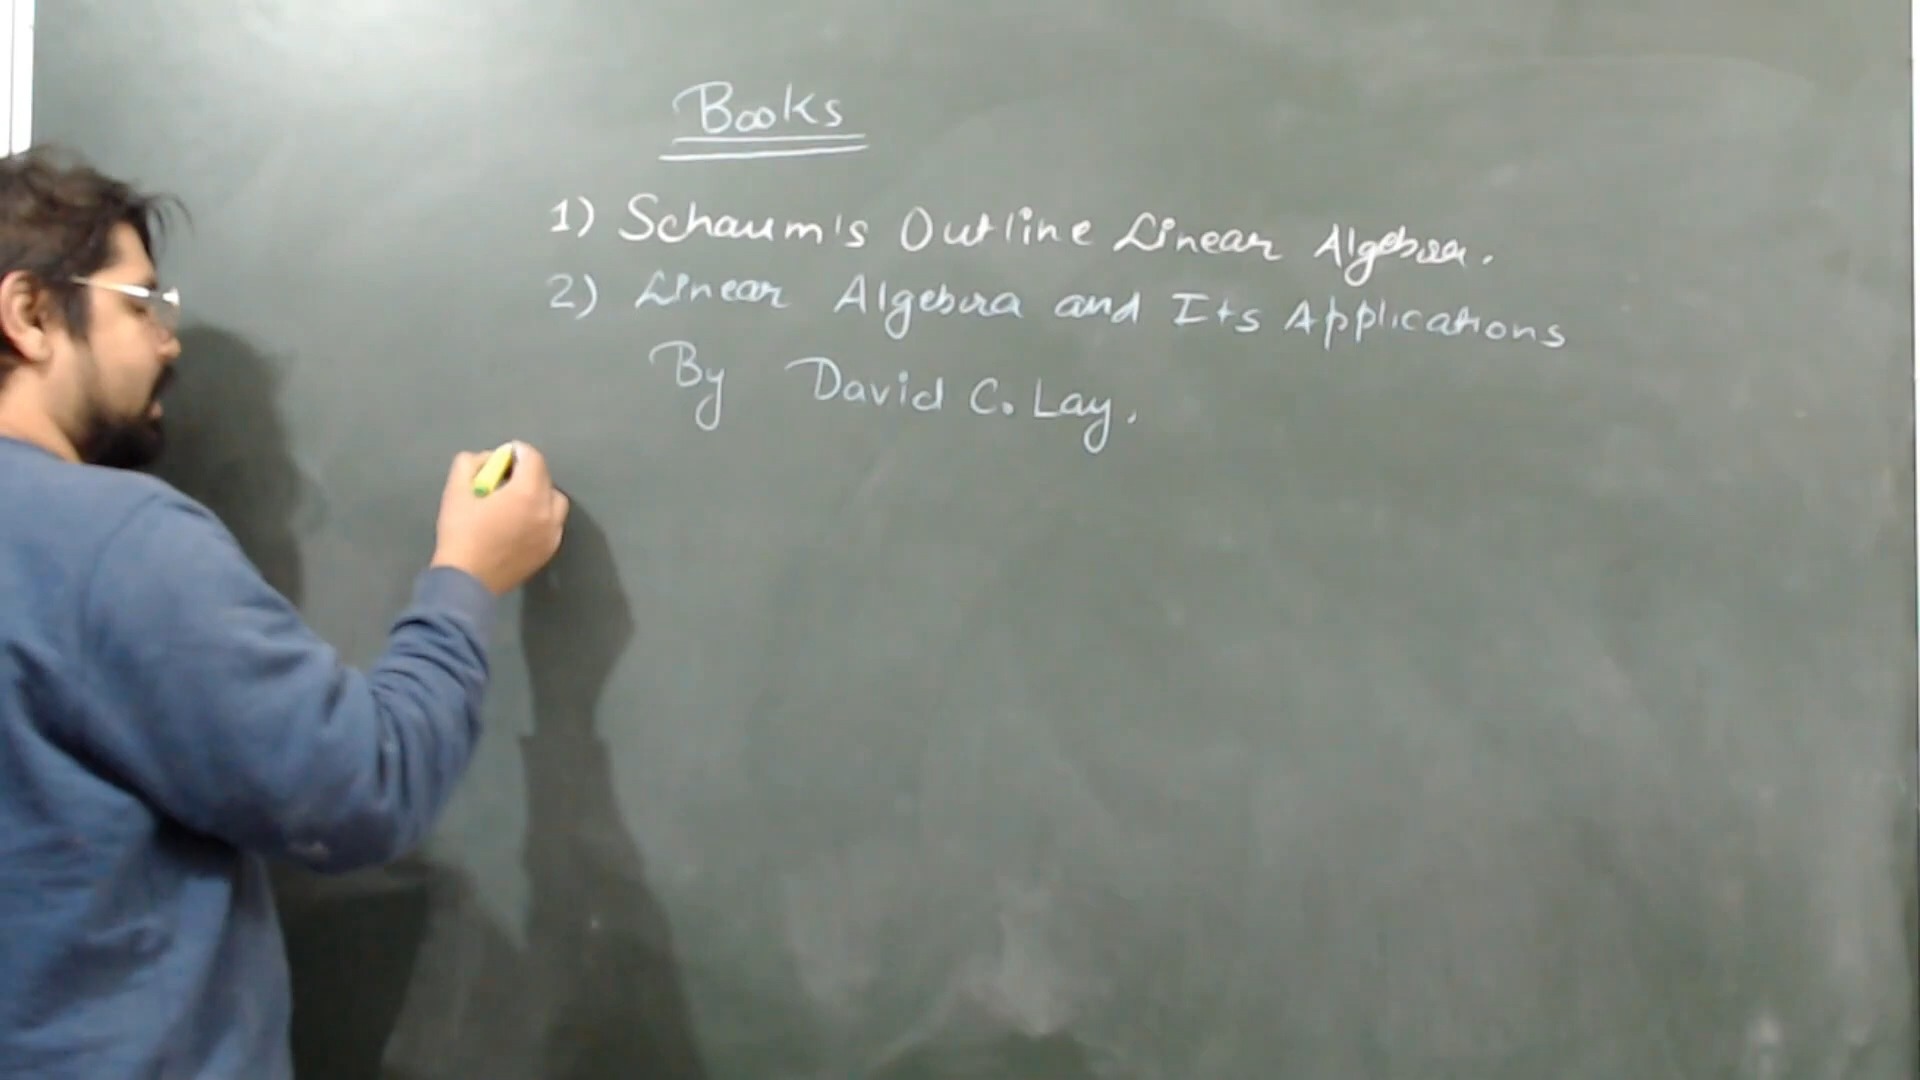 Books
1) Schaum's Outline Linear Algebra.
2) Linear Algebra and Its Applications
By David C. Lay.